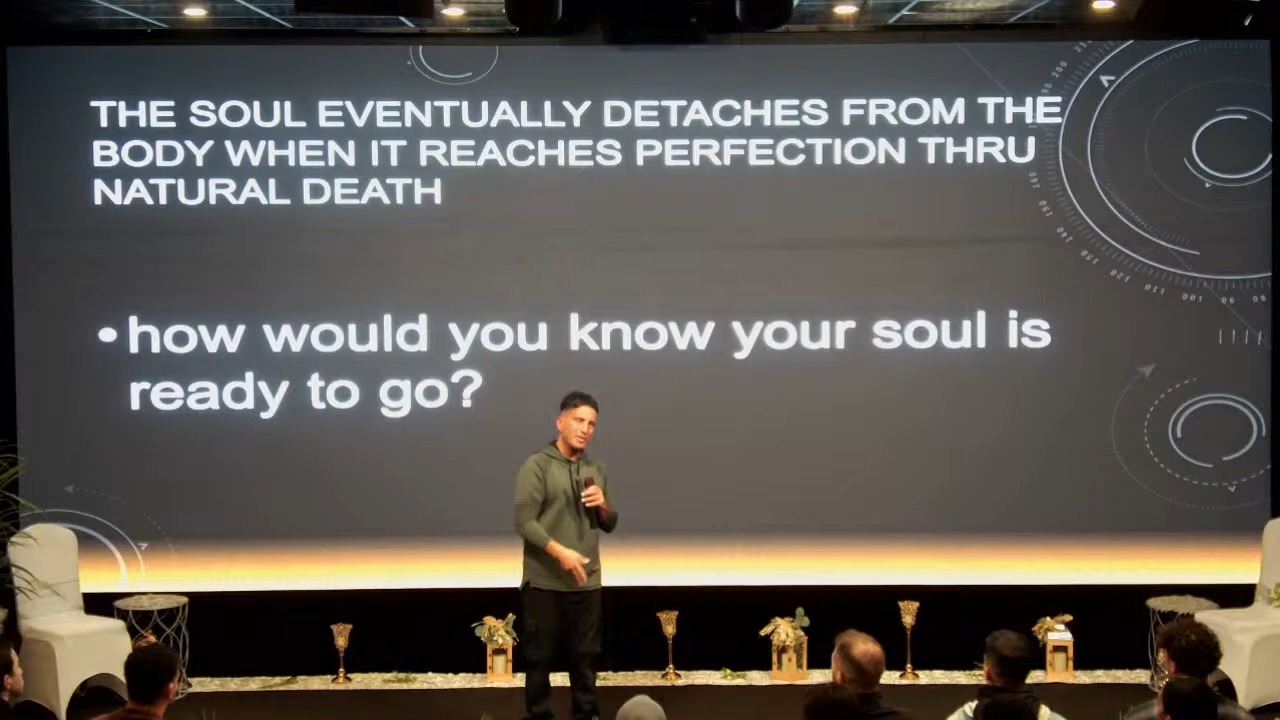 THE SOUL EVENTUALLY DETACHES FROM THE
BODY WHEN IT REACHES PERFECTION THRU
NATURAL DEATH
• how would you know your soul is
ready to go?